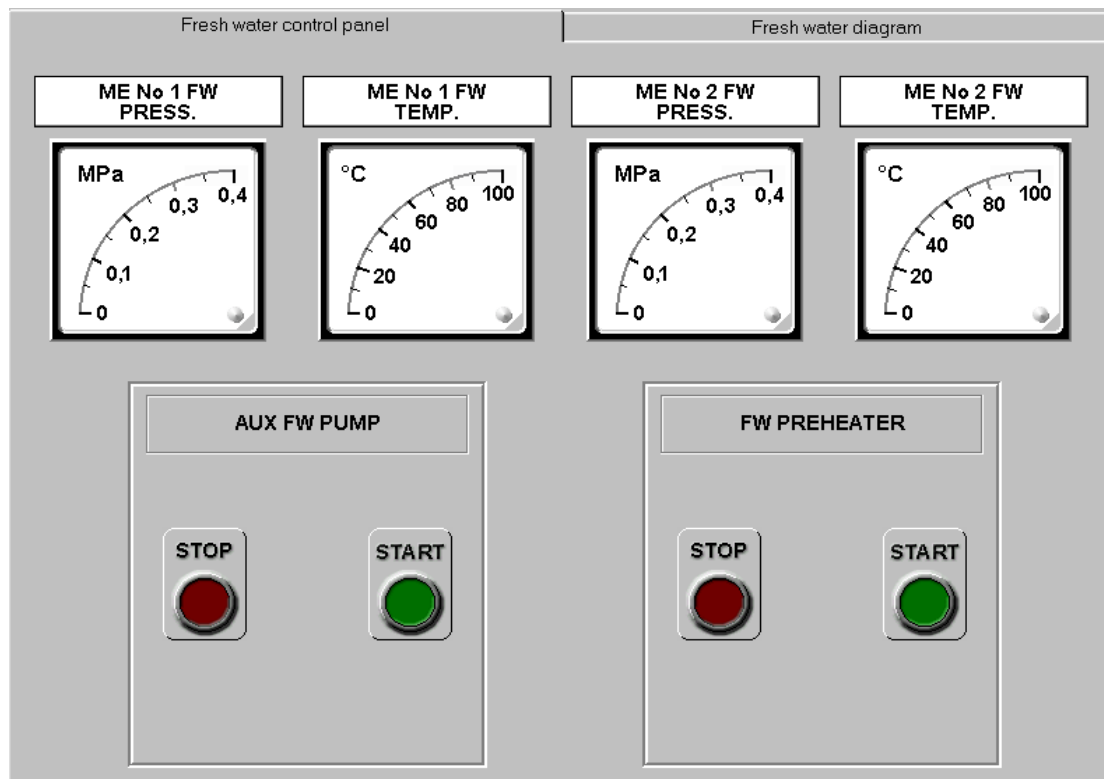 Fresh water control panel
Fresh water diagram
ME No 1 FW
PRESS.
ME No 1 FW
TEMP.
ME No 2 FW
PRESS.
ME No 2 FW
TEMP.
MPa
0,4
0,3
0,2
0,1
0
°C
100
80
60
40
20
0
MPa
0,4
0,3
0,2
0,1
0
°C
100
80
60
40
20
0
AUX FW PUMP
FW PREHEATER
STOP
START
STOP
START